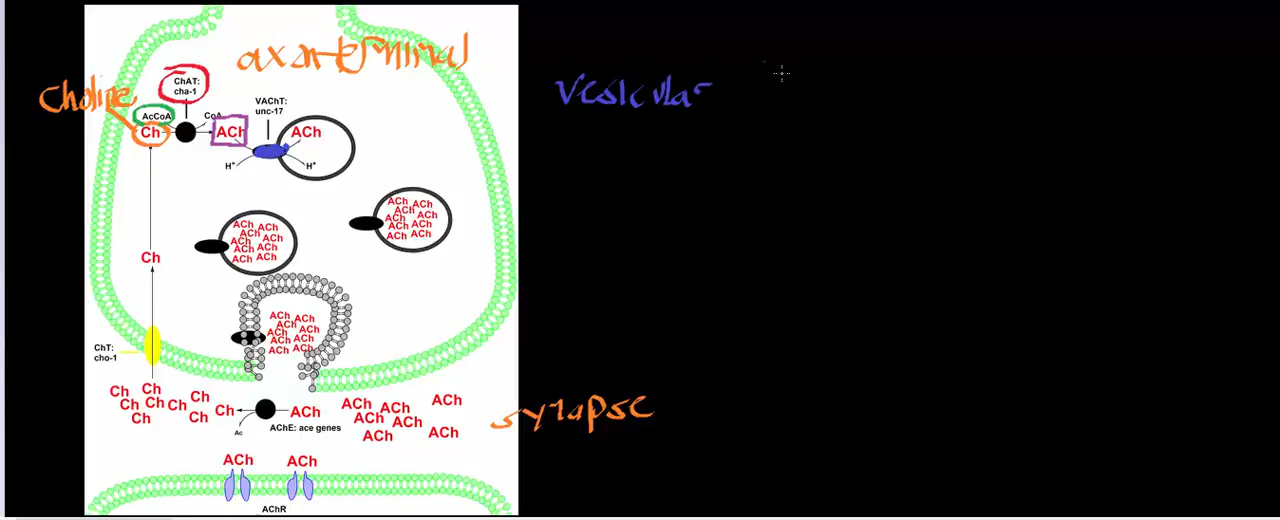 axon terminal
Choline
ChAT:
cha-1
AcCoA
CoA
VAChT:
unc-17
Vesicular
Ch
ACh
ACh
H+
H+
ACh ACh
ACh
ACh ACh
ACh ACh
ACh ACh
ACh ACh
ACh
ACh ACh
ACh ACh
ACh ACh
Ch
ACh ACh
ACh
ACh ACh
ACh ACh
ACh ACh
ChT:
cho-1
Ch Ch
Ch Ch Ch Ch
Ch Ch
Ch
Ac
ACh
AChE: ace genes
ACh ACh ACh
ACh ACh
ACh ACh
synapse
ACh ACh
AChR